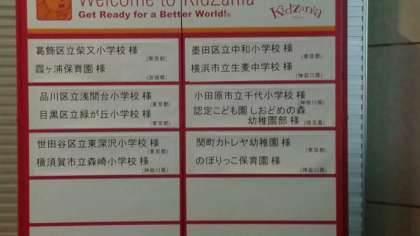 Welcome to KidZania
Get Ready for a Better World!
KidZania
葛飾区立柴又小学校 様
(東京都)
霞ヶ浦保育園 様
(茨城県)
墨田区立中和小学校 様
(東京都)
横浜市立生麦中学校 様
(神奈川県)
品川区立浅間台小学校 様
(東京都)
目黒区立緑が丘小学校 様
(東京都)
小田原市立千代小学校 様
(神奈川県)
認定こども園 しおどめの森
幼稚園部 様
(埼玉県)
世田谷区立東深沢小学校 様
(東京都)
横須賀市立森崎小学校 様
(神奈川県)
関町カトレヤ幼稚園 様
(東京都)
のぼりっこ保育園 様
(神奈川県)